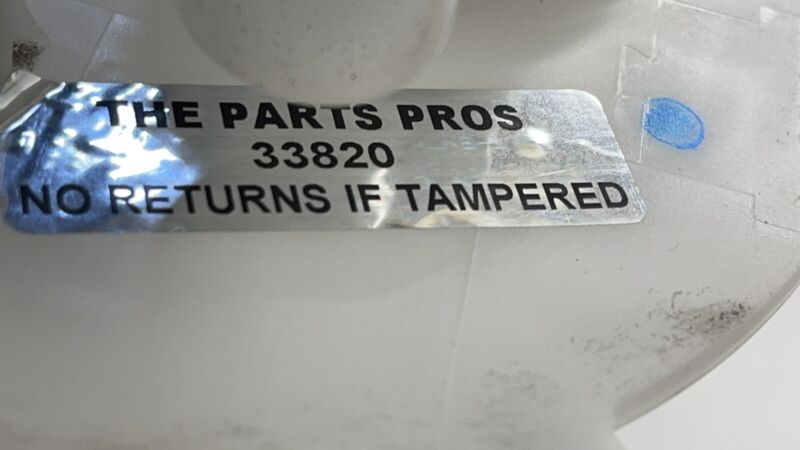 THE PARTS PROS
33820
NO RETURNS IF TAMPERED